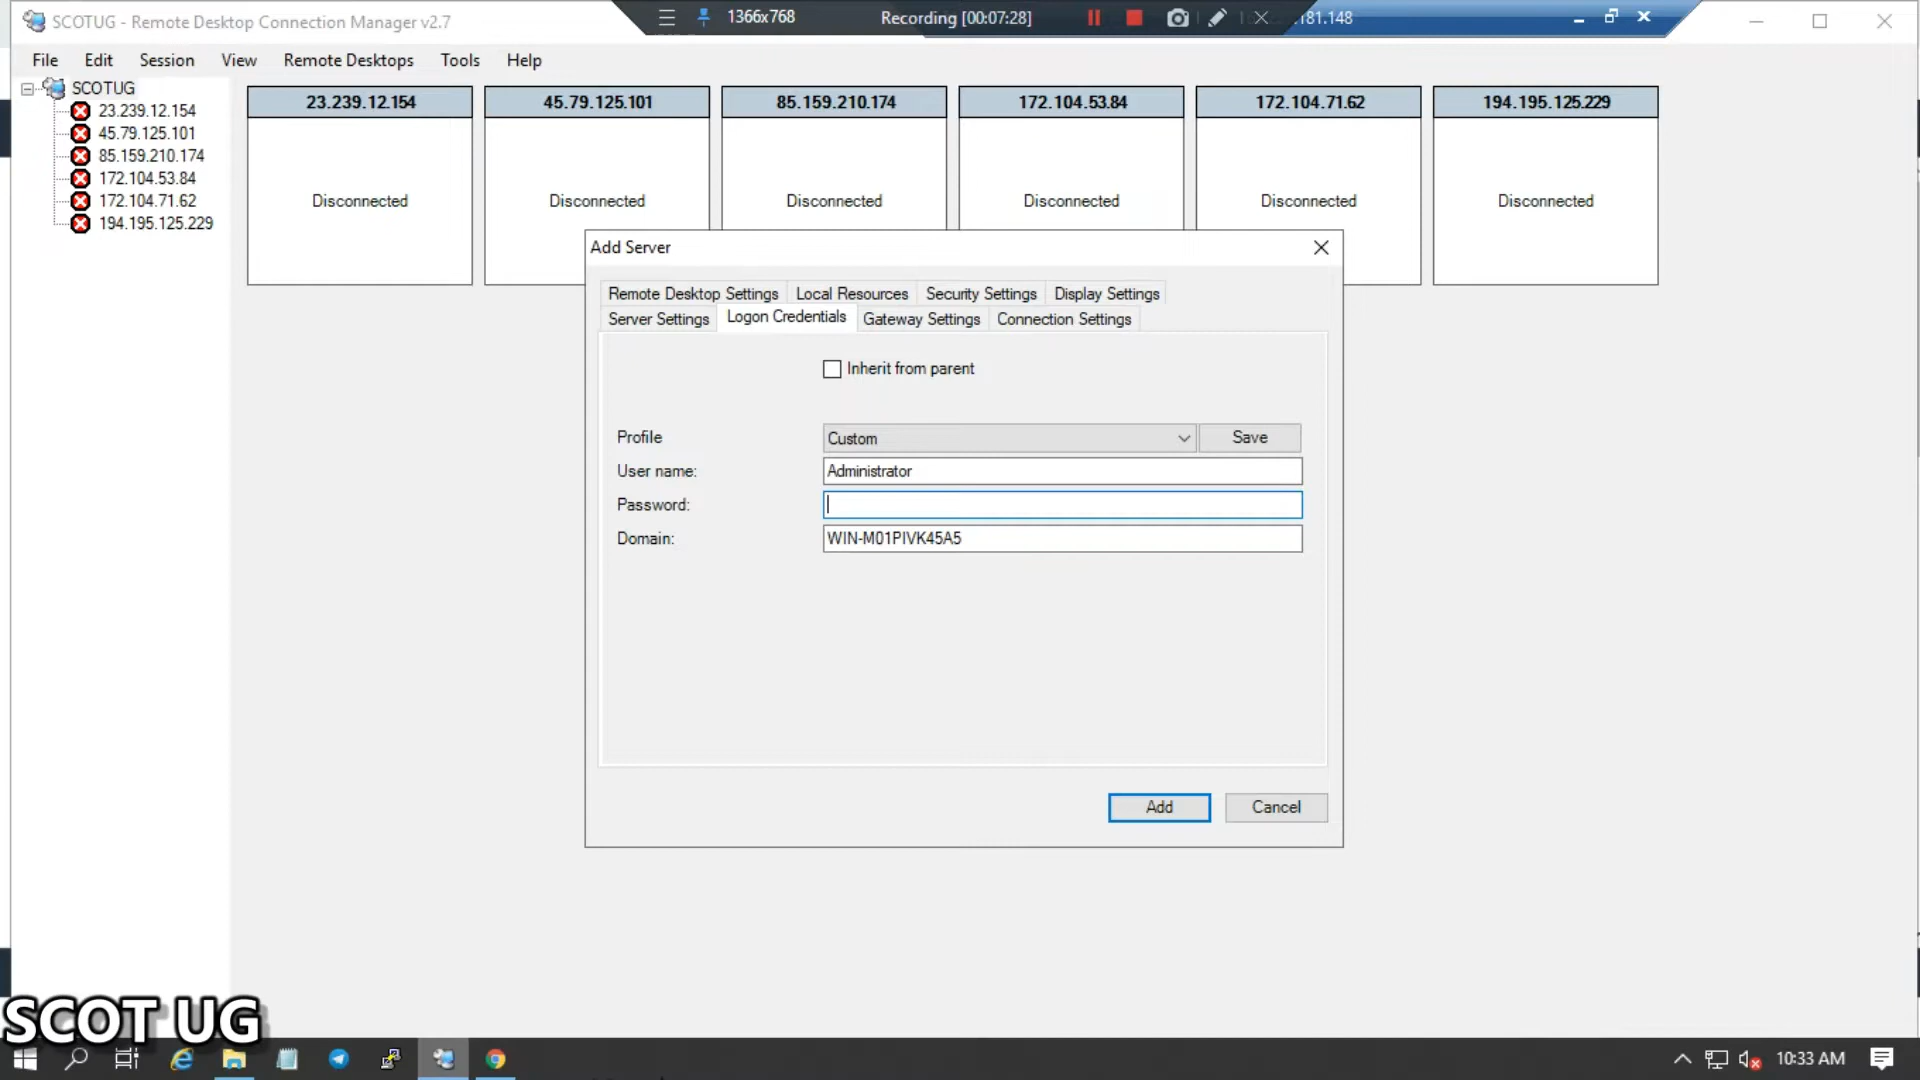 SCOTUG - Remote Desktop Connection Manager v2.7
1366x768
Recording [00:07:28]
.181.148
File Edit Session View Remote Desktops Tools Help
SCOTUG
23.239.12.154
45.79.125.101
85.159.210.174
172.104.53.84
172.104.71.62
194.195.125.229
23.239.12.154
Disconnected
45.79.125.101
Disconnected
85.159.210.174
Disconnected
172.104.53.84
Disconnected
172.104.71.62
Disconnected
194.195.125.229
Disconnected
Add Server
Remote Desktop Settings Local Resources Security Settings Display Settings
Server Settings Logon Credentials Gateway Settings Connection Settings
Inherit from parent
Profile Custom Save
User name: Administrator
Password:
Domain: WIN-M01PIVK45A5
Add Cancel
SCOT UG
10:33 AM